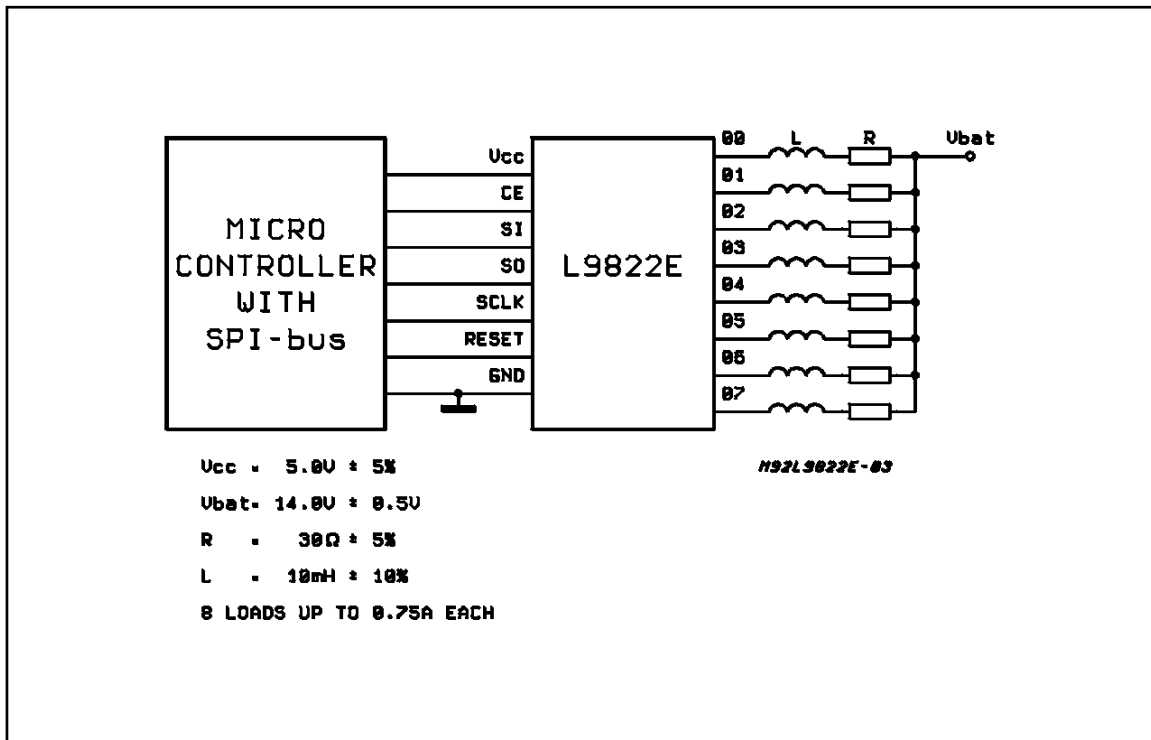 00 L R Vbat
Vcc
01
CE
02
SI
MICRO
CONTROLLER
WITH
SPI-bus
03
SO
L9822E
04
SCLK
05
RESET
06
GND
07
Vcc = 5.0V ± 5%
Vbat= 14.0V ± 0.5V
R = 30Ω ± 5%
L = 10mH ± 10%
8 LOADS UP TO 0.75A EACH
M92L9822E-03